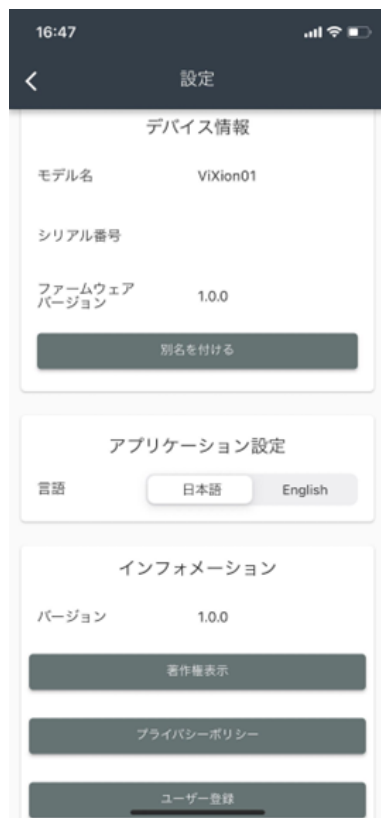 16:47
設定
デバイス情報
モデル名 ViXion01
シリアル番号
ファームウェア
バージョン 1.0.0
別名を付ける
アプリケーション設定
言語 日本語 English
インフォメーション
バージョン 1.0.0
著作権表示
プライバシーポリシー
ユーザー登録